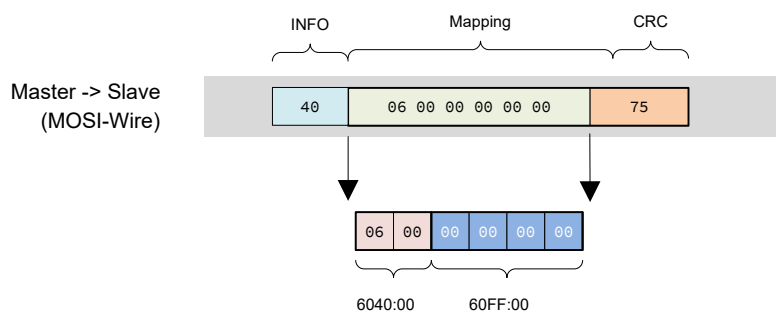 INFO Mapping CRC
Master -> Slave
(MOSI-Wire)
40 06 00 00 00 00 00 75
06 00 00 00 00 00
6040:00 60FF:00